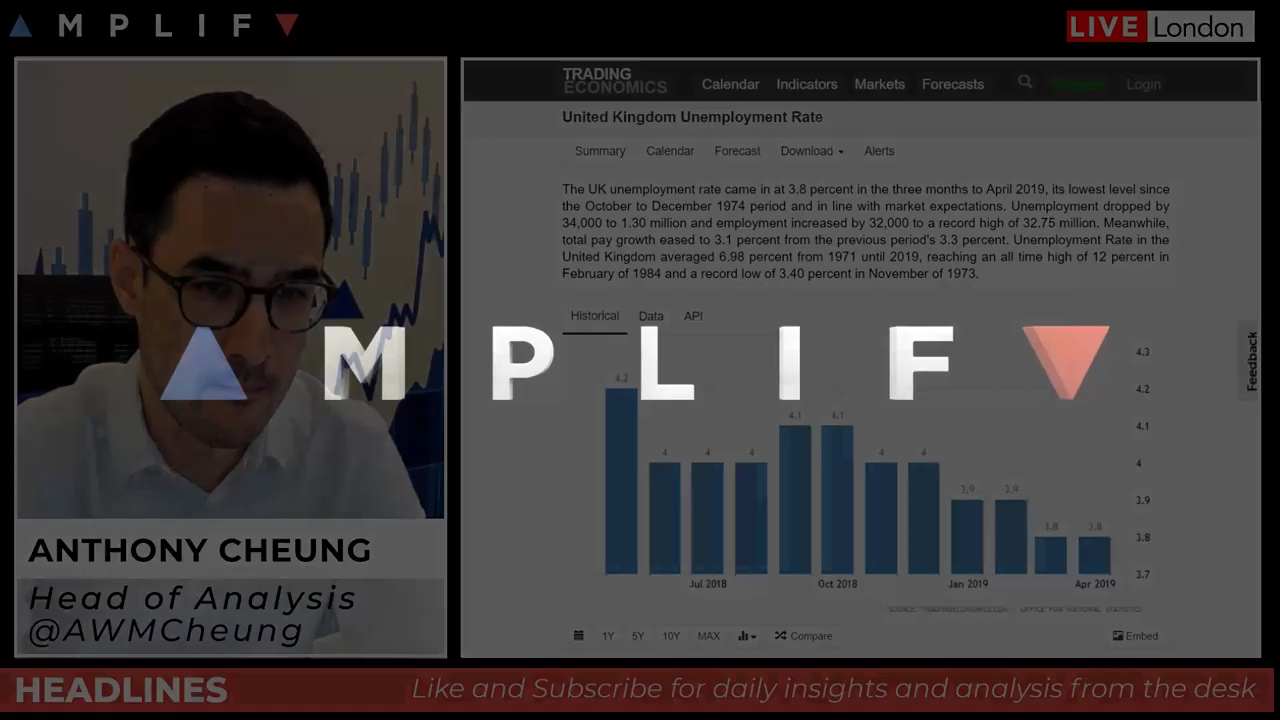 MPLIF
LIVE London
TRADING
ECONOMICS
Calendar Indicators Markets Forecasts Login
United Kingdom Unemployment Rate
Summary Calendar Forecast Download Alerts
The UK unemployment rate came in at 3.8 percent in the three months to April 2019, its lowest level since
the October to December 1974 period and in line with market expectations. Unemployment dropped by
34,000 to 1.30 million and employment increased by 32,000 to a record high of 32.75 million. Meanwhile,
total pay growth eased to 3.1 percent from the previous period's 3.3 percent. Unemployment Rate in the
United Kingdom averaged 6.98 percent from 1971 until 2019, reaching an all time high of 12 percent in
February of 1984 and a record low of 3.40 percent in November of 1973.
Historical Data API
MPLIF
Feedback
4.3
4.2
4.1
4
3.9
3.8
3.7
4.2 4 4 4 4.1 4.1 4 4 3.9 3.9 3.8 3.8
Jul 2018 Oct 2018 Jan 2019 Apr 2019
SOURCE: TRADINGECONOMICS.COM | OFFICE FOR NATIONAL STATISTICS
1Y 5Y 10Y MAX Compare Embed
ANTHONY CHEUNG
Head of Analysis
@AWMCheung
HEADLINES
Like and Subscribe for daily insights and analysis from the desk